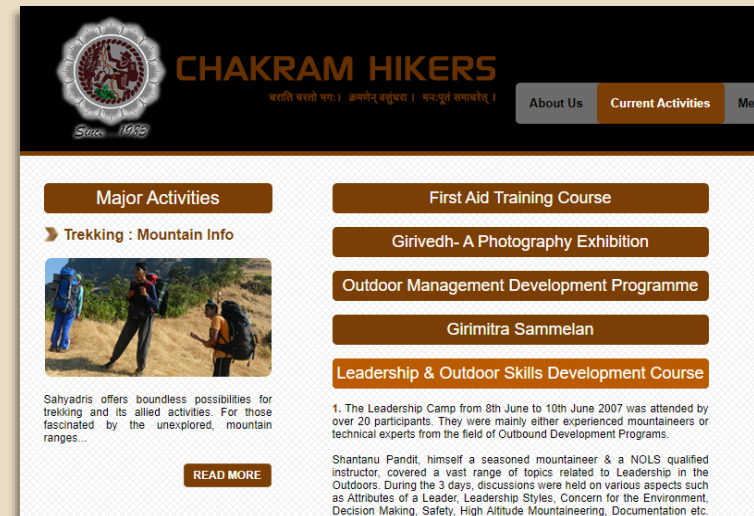 CHAKRAM HIKERS
चराति चरतो भगः। क्रमणेन् वसुंधरा । मनःपूतं समाचरेत् ।
Since 1985
About Us
Current Activities
Me
Major Activities
Trekking : Mountain Info
Sahyadris offers boundless possibilities for
trekking and its allied activities. For those
fascinated by the unexplored, mountain
ranges...
READ MORE
First Aid Training Course
Girivedh- A Photography Exhibition
Outdoor Management Development Programme
Girimitra Sammelan
Leadership & Outdoor Skills Development Course
1. The Leadership Camp from 8th June to 10th June 2007 was attended by
over 20 participants. They were mainly either experienced mountaineers or
technical experts from the field of Outbound Development Programs.
Shantanu Pandit, himself a seasoned mountaineer & a NOLS qualified
instructor, covered a vast range of topics related to Leadership in the
Outdoors. During the 3 days, discussions were held on various aspects such
as Attributes of a Leader, Leadership Styles, Concern for the Environment,
Decision Making, Safety, High Altitude Mountaineering, Documentation etc.